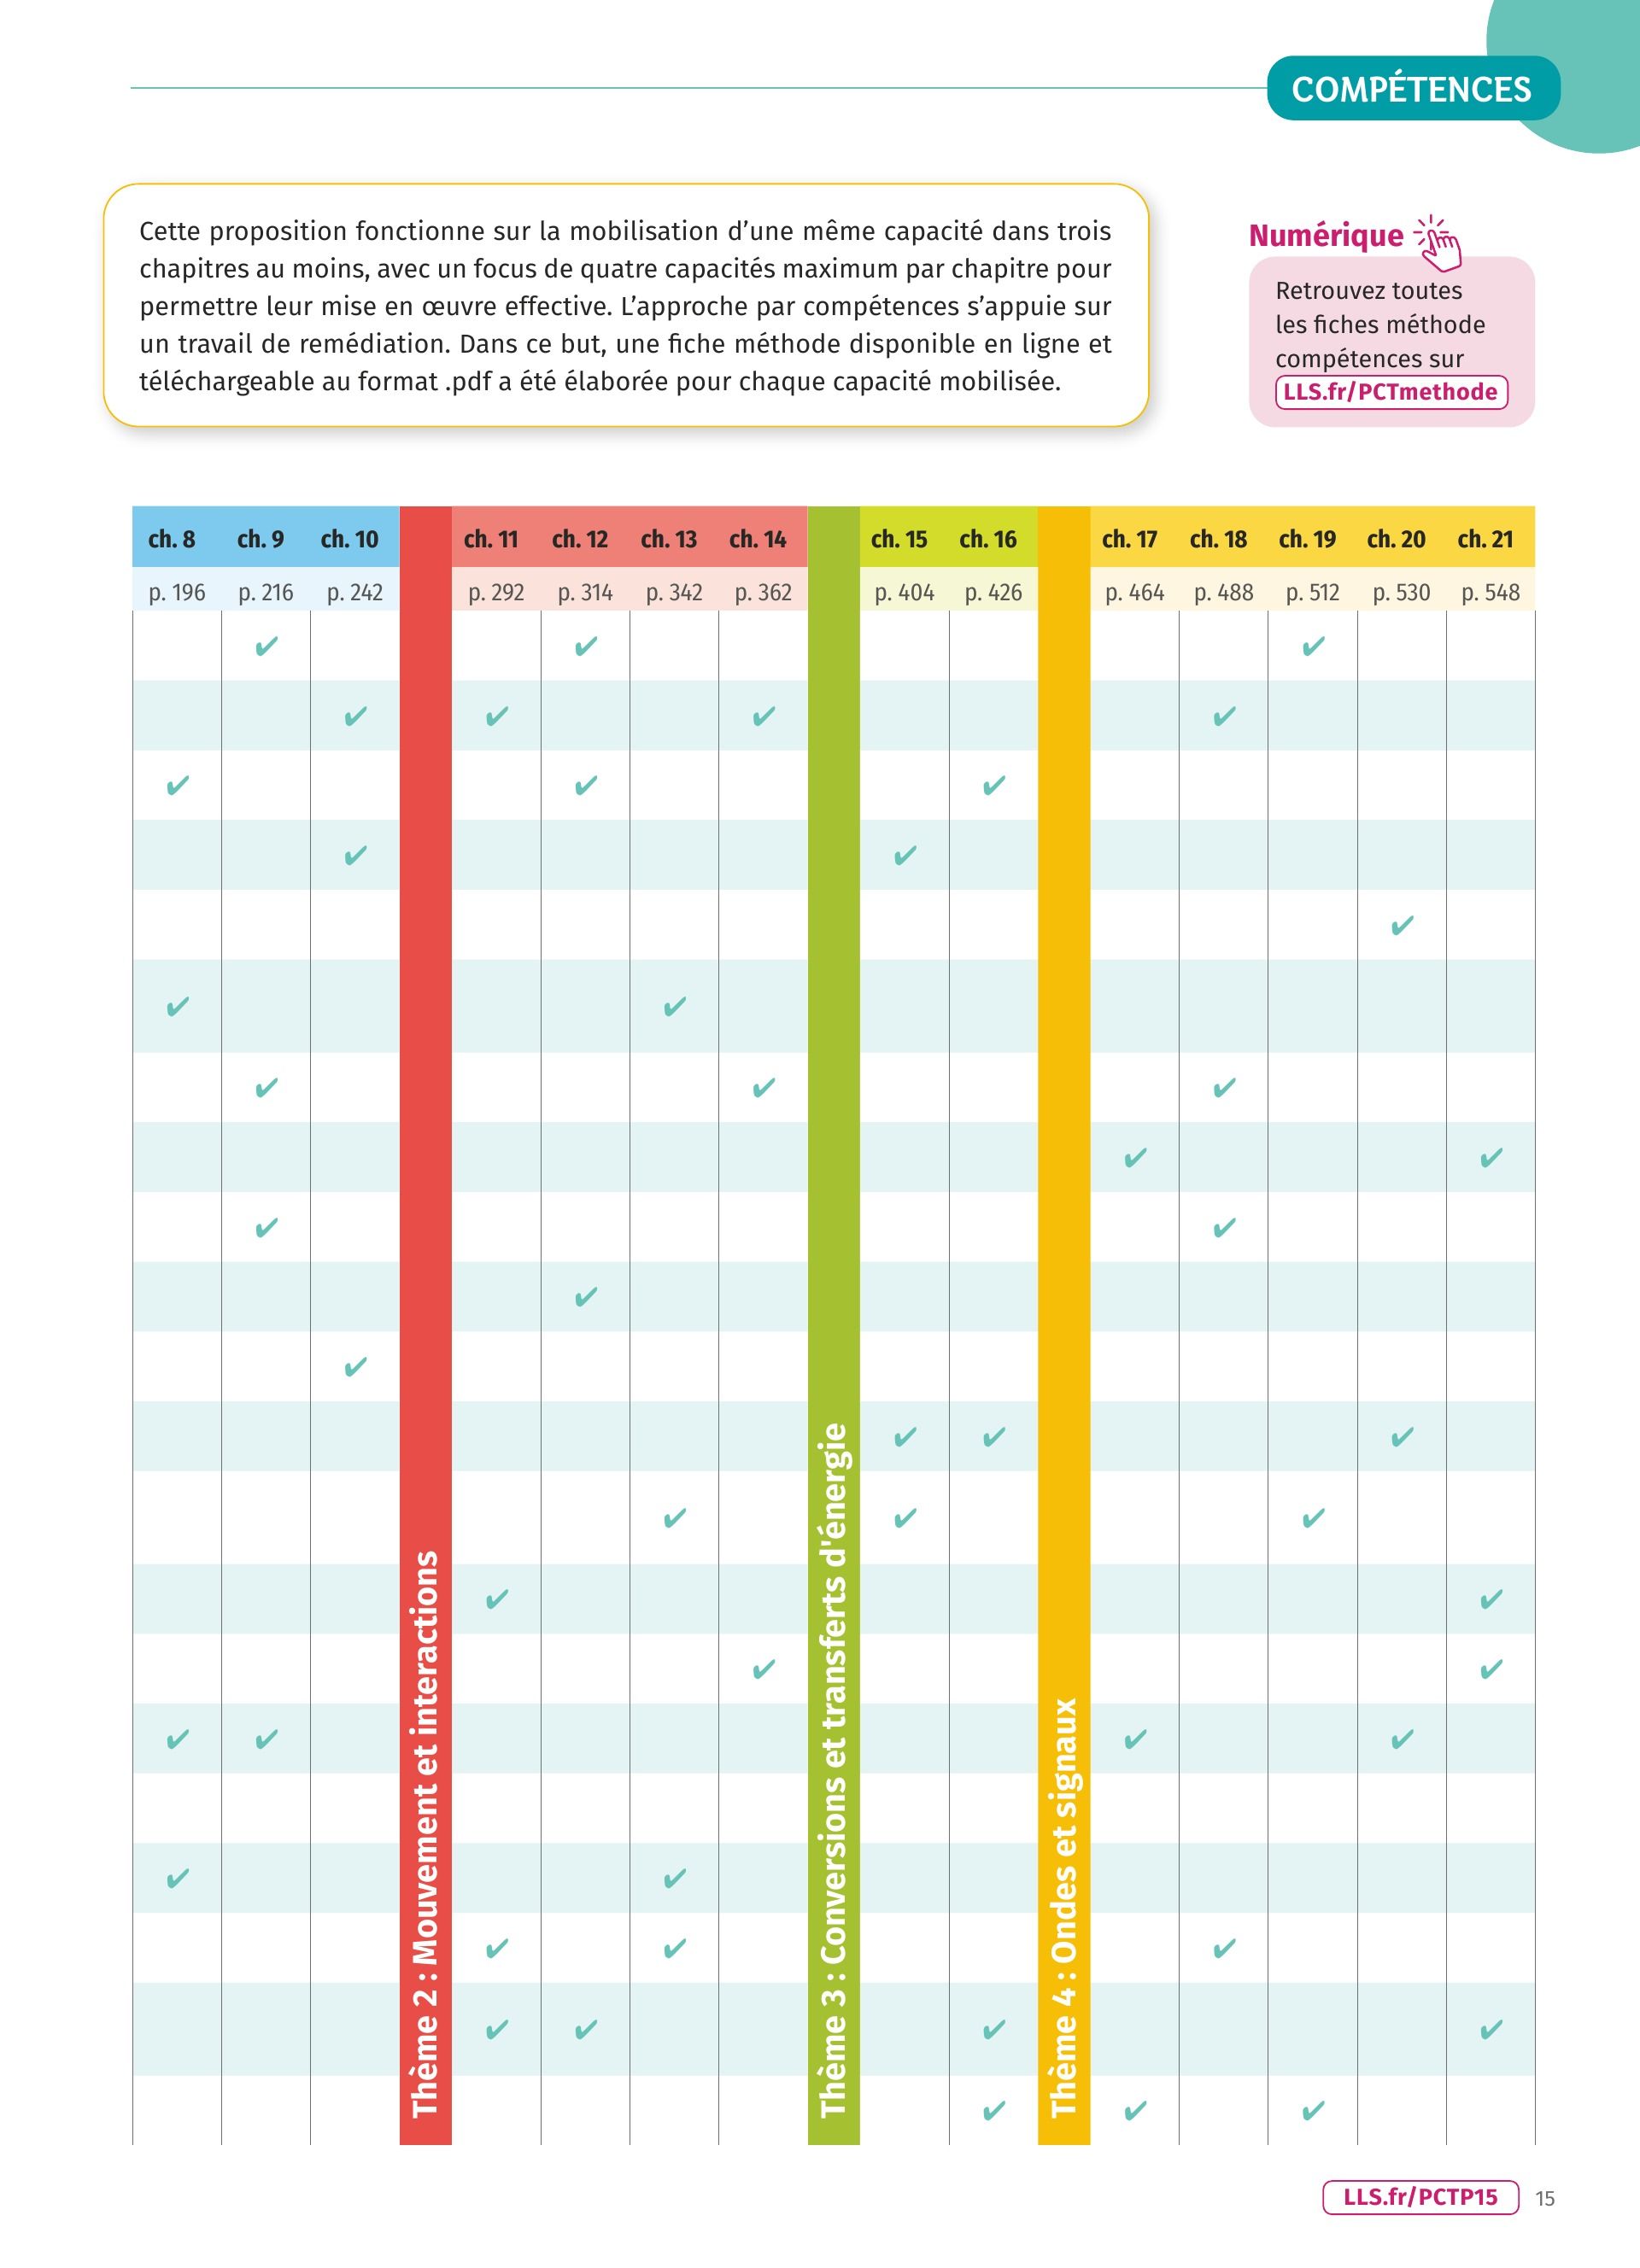 COMPÉTENCES
Cette proposition fonctionne sur la mobilisation d’une même capacité dans trois
chapitres au moins, avec un focus de quatre capacités maximum par chapitre pour
permettre leur mise en œuvre effective. L’approche par compétences s’appuie sur
un travail de remédiation. Dans ce but, une fiche méthode disponible en ligne et
téléchargeable au format .pdf a été élaborée pour chaque capacité mobilisée.
Numérique
Retrouvez toutes
les fiches méthode
compétences sur
LLS.fr/PCTmethode
ch. 8 ch. 9 ch. 10 ch. 11 ch. 12 ch. 13 ch. 14 ch. 15 ch. 16 ch. 17 ch. 18 ch. 19 ch. 20 ch. 21
p. 196 p. 216 p. 242 p. 292 p. 314 p. 342 p. 362 p. 404 p. 426 p. 464 p. 488 p. 512 p. 530 p. 548
Thème 2 : Mouvement et interactions
Thème 3 : Conversions et transferts d'énergie
Thème 4 : Ondes et signaux
LLS.fr/PCTP15 15